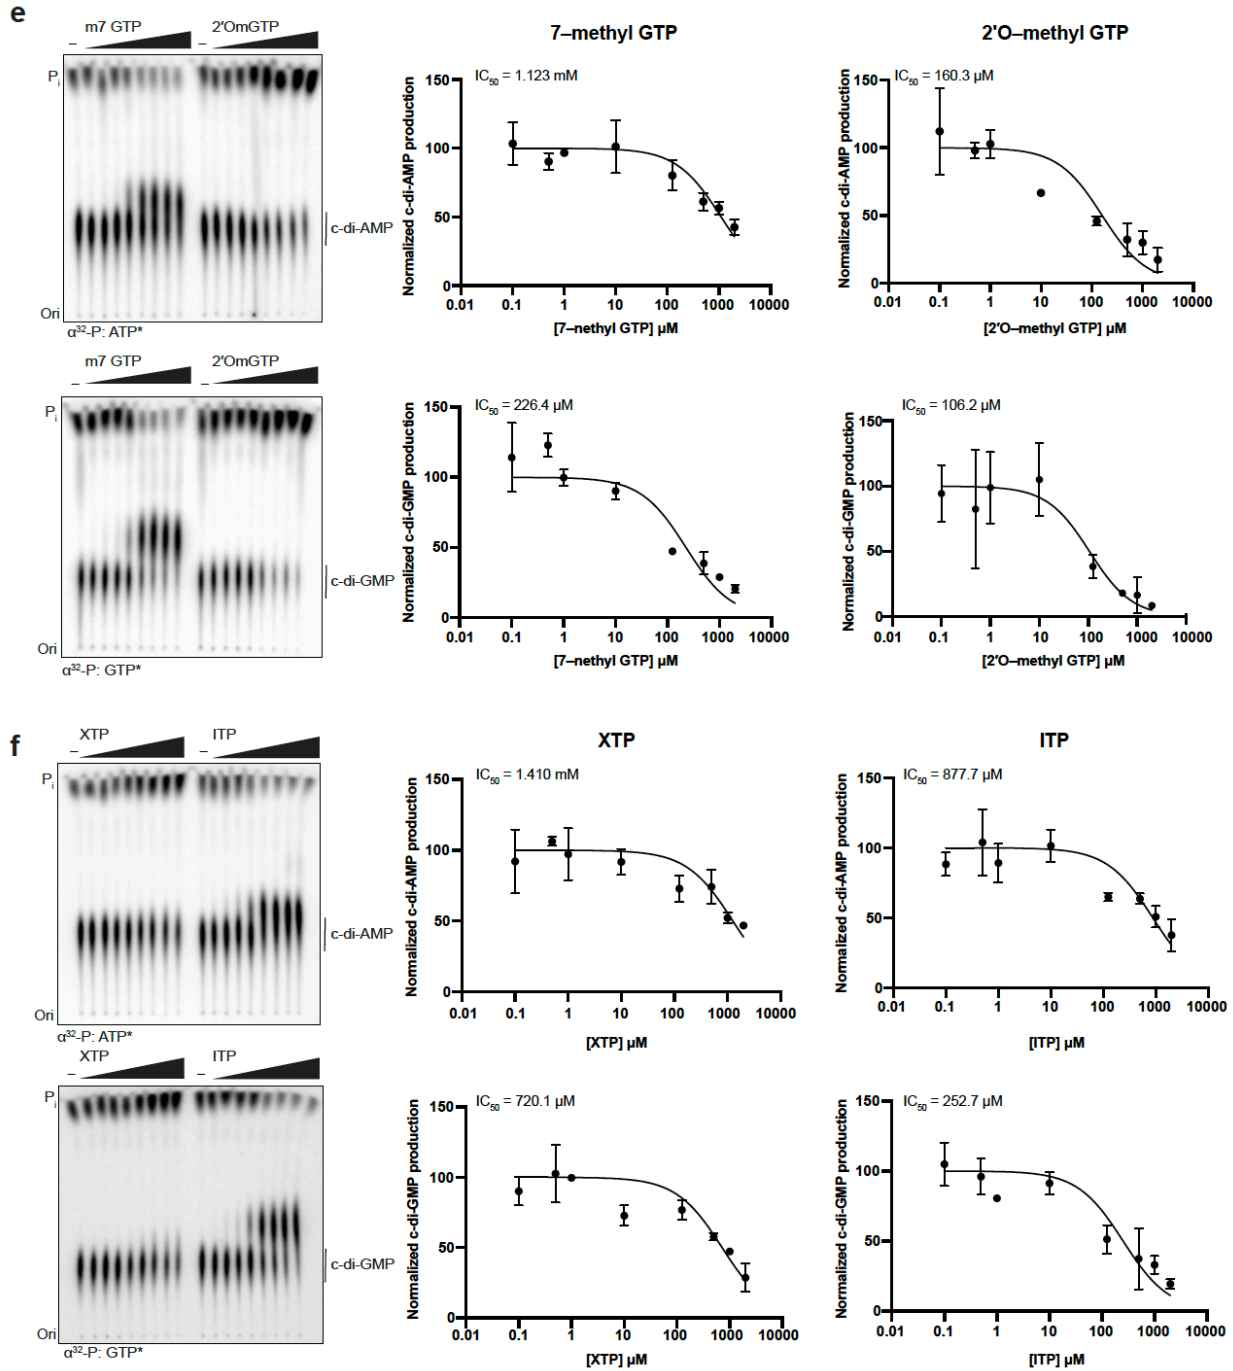 e
m7 GTP 2'OmGTP
– –
Pi
c-di-AMP
Ori
α32-P: ATP*
7–methyl GTP
IC50 = 1.123 mM
Normalized c-di-AMP production
150
100
50
0
0.01 0.1 1 10 100 1000 10000
[7–nethyl GTP] µM
2'O–methyl GTP
IC50 = 160.3 µM
Normalized c-di-AMP production
150
100
50
0
0.01 0.1 1 10 100 1000 10000
[2'O–methyl GTP] µM
m7 GTP 2'OmGTP
– –
Pi
c-di-GMP
Ori
α32-P: GTP*
IC50 = 226.4 µM
Normalized c-di-GMP production
150
100
50
0
0.01 0.1 1 10 100 1000 10000
[7–nethyl GTP] µM
IC50 = 106.2 µM
Normalized c-di-GMP production
150
100
50
0
0.01 0.1 1 10 100 1000 10000
[2'O–methyl GTP] µM
f
XTP ITP
– –
Pi
c-di-AMP
Ori
α32-P: ATP*
XTP
IC50 = 1.410 mM
Normalized c-di-AMP production
150
100
50
0
0.01 0.1 1 10 100 1000 10000
[XTP] µM
ITP
IC50 = 877.7 µM
Normalized c-di-AMP production
150
100
50
0
0.01 0.1 1 10 100 1000 10000
[ITP] µM
XTP ITP
– –
Pi
c-di-GMP
Ori
α32-P: GTP*
IC50 = 720.1 µM
Normalized c-di-GMP production
150
100
50
0
0.01 0.1 1 10 100 1000 10000
[XTP] µM
IC50 = 252.7 µM
Normalized c-di-GMP production
150
100
50
0
0.01 0.1 1 10 100 1000 10000
[ITP] µM